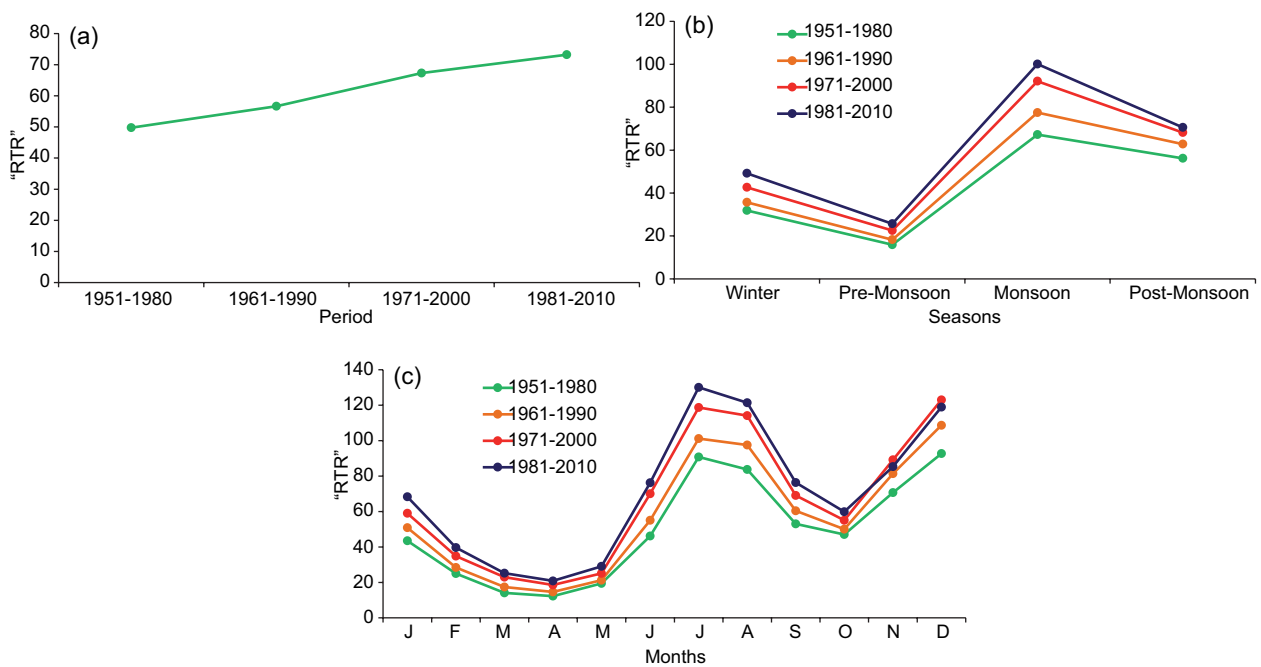 (a)
80
70
60
50
40
30
20
10
0
“RTR”
1951-1980 1961-1990 1971-2000 1981-2010
Period
(b)
120
100
80
60
40
20
0
“RTR”
1951-1980
1961-1990
1971-2000
1981-2010
Winter Pre-Monsoon Monsoon Post-Monsoon
Seasons
(c)
140
120
100
80
60
40
20
0
“RTR”
1951-1980
1961-1990
1971-2000
1981-2010
J F M A M J J A S O N D
Months